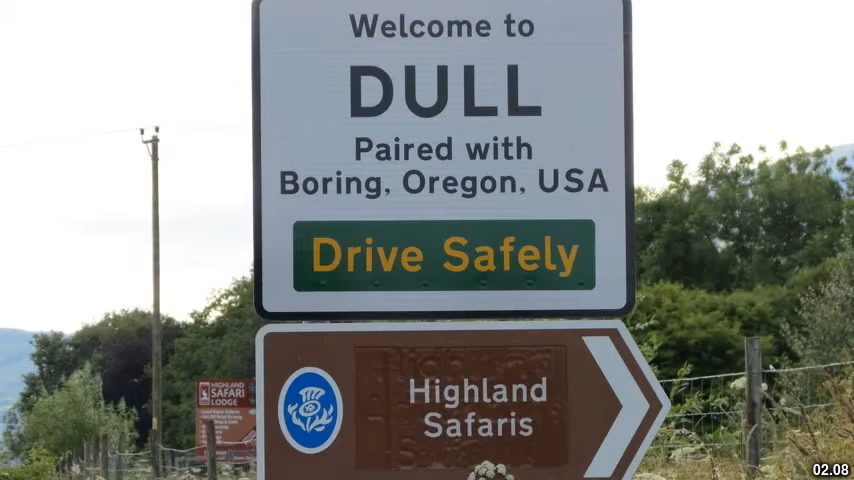 Welcome to
DULL
Paired with
Boring, Oregon, USA
Drive Safely
Highland
Safaris
HIGHLAND
SAFARI
LODGE
02.08